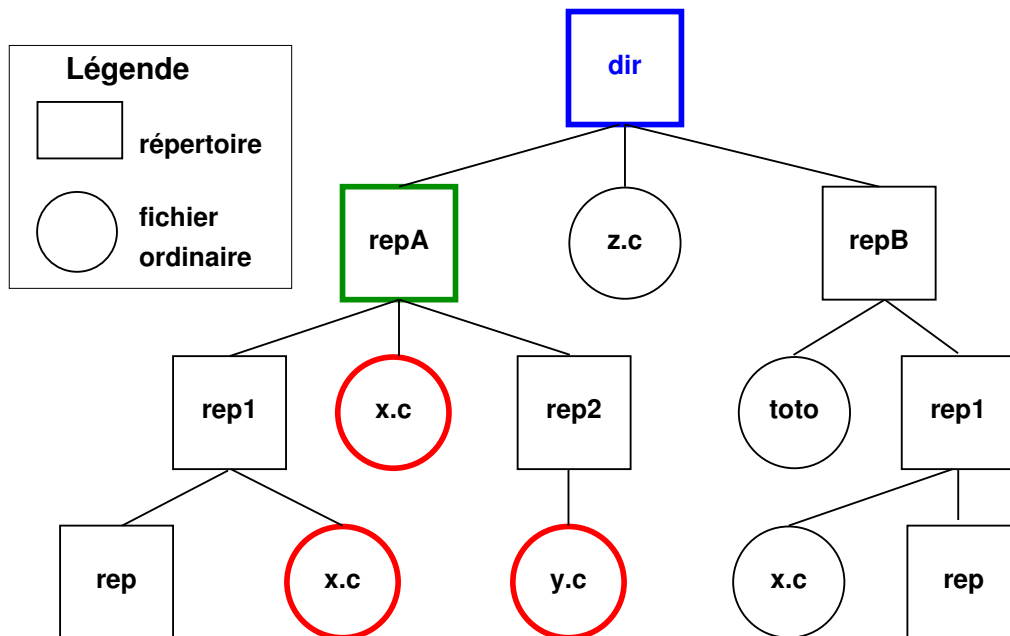 Légende
répertoire
fichier
ordinaire
dir
repA
z.c
repB
rep1
x.c
rep2
toto
rep1
rep
x.c
y.c
x.c
rep